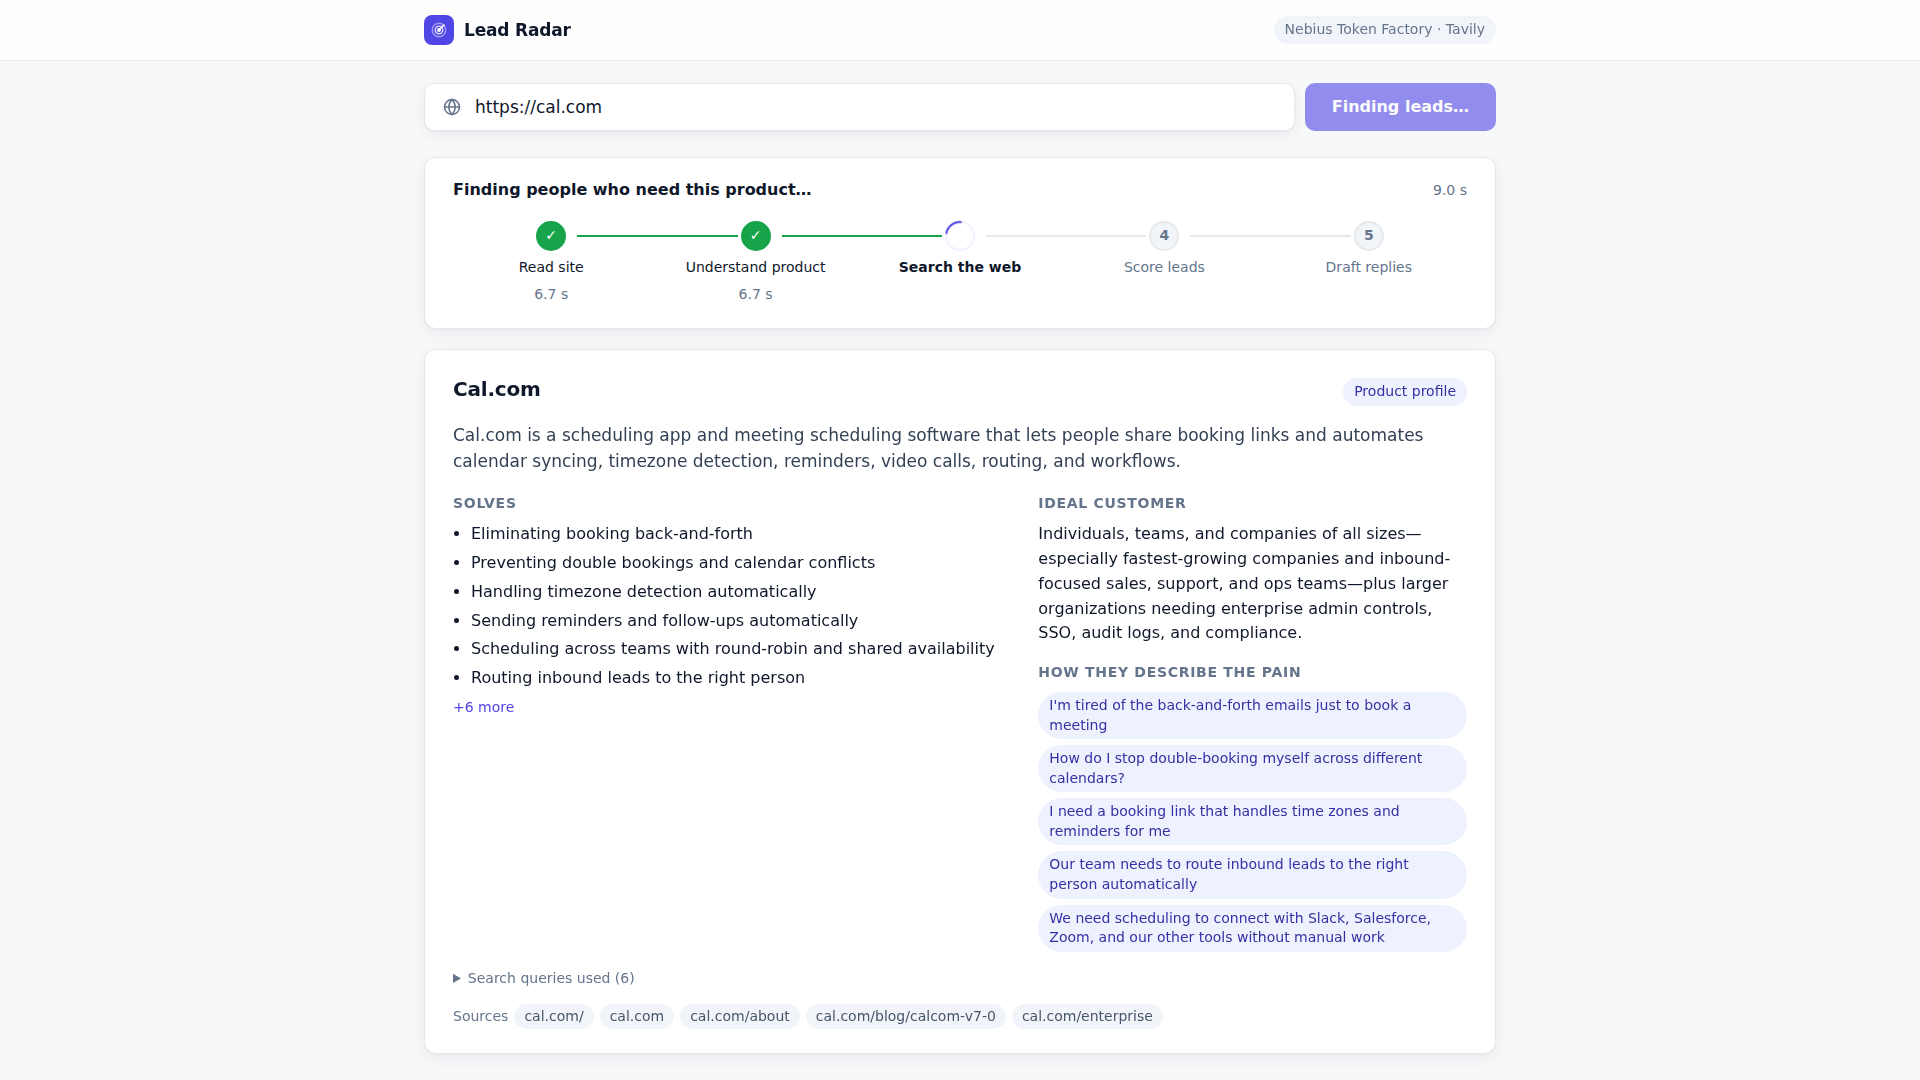 Lead Radar
Nebius Token Factory · Tavily
https://cal.com
Finding leads…
Finding people who need this product…
9.0 s
✓
✓
4
5
Read site
Understand product
Search the web
Score leads
Draft replies
6.7 s
6.7 s
Cal.com
Product profile
Cal.com is a scheduling app and meeting scheduling software that lets people share booking links and automates
calendar syncing, timezone detection, reminders, video calls, routing, and workflows.
SOLVES
• Eliminating booking back-and-forth
• Preventing double bookings and calendar conflicts
• Handling timezone detection automatically
• Sending reminders and follow-ups automatically
• Scheduling across teams with round-robin and shared availability
• Routing inbound leads to the right person
+6 more
IDEAL CUSTOMER
Individuals, teams, and companies of all sizes—
especially fastest-growing companies and inbound-
focused sales, support, and ops teams—plus larger
organizations needing enterprise admin controls,
SSO, audit logs, and compliance.
HOW THEY DESCRIBE THE PAIN
I'm tired of the back-and-forth emails just to book a
meeting
How do I stop double-booking myself across different
calendars?
I need a booking link that handles time zones and
reminders for me
Our team needs to route inbound leads to the right
person automatically
We need scheduling to connect with Slack, Salesforce,
Zoom, and our other tools without manual work
▶ Search queries used (6)
Sources cal.com/ cal.com cal.com/about cal.com/blog/calcom-v7-0 cal.com/enterprise